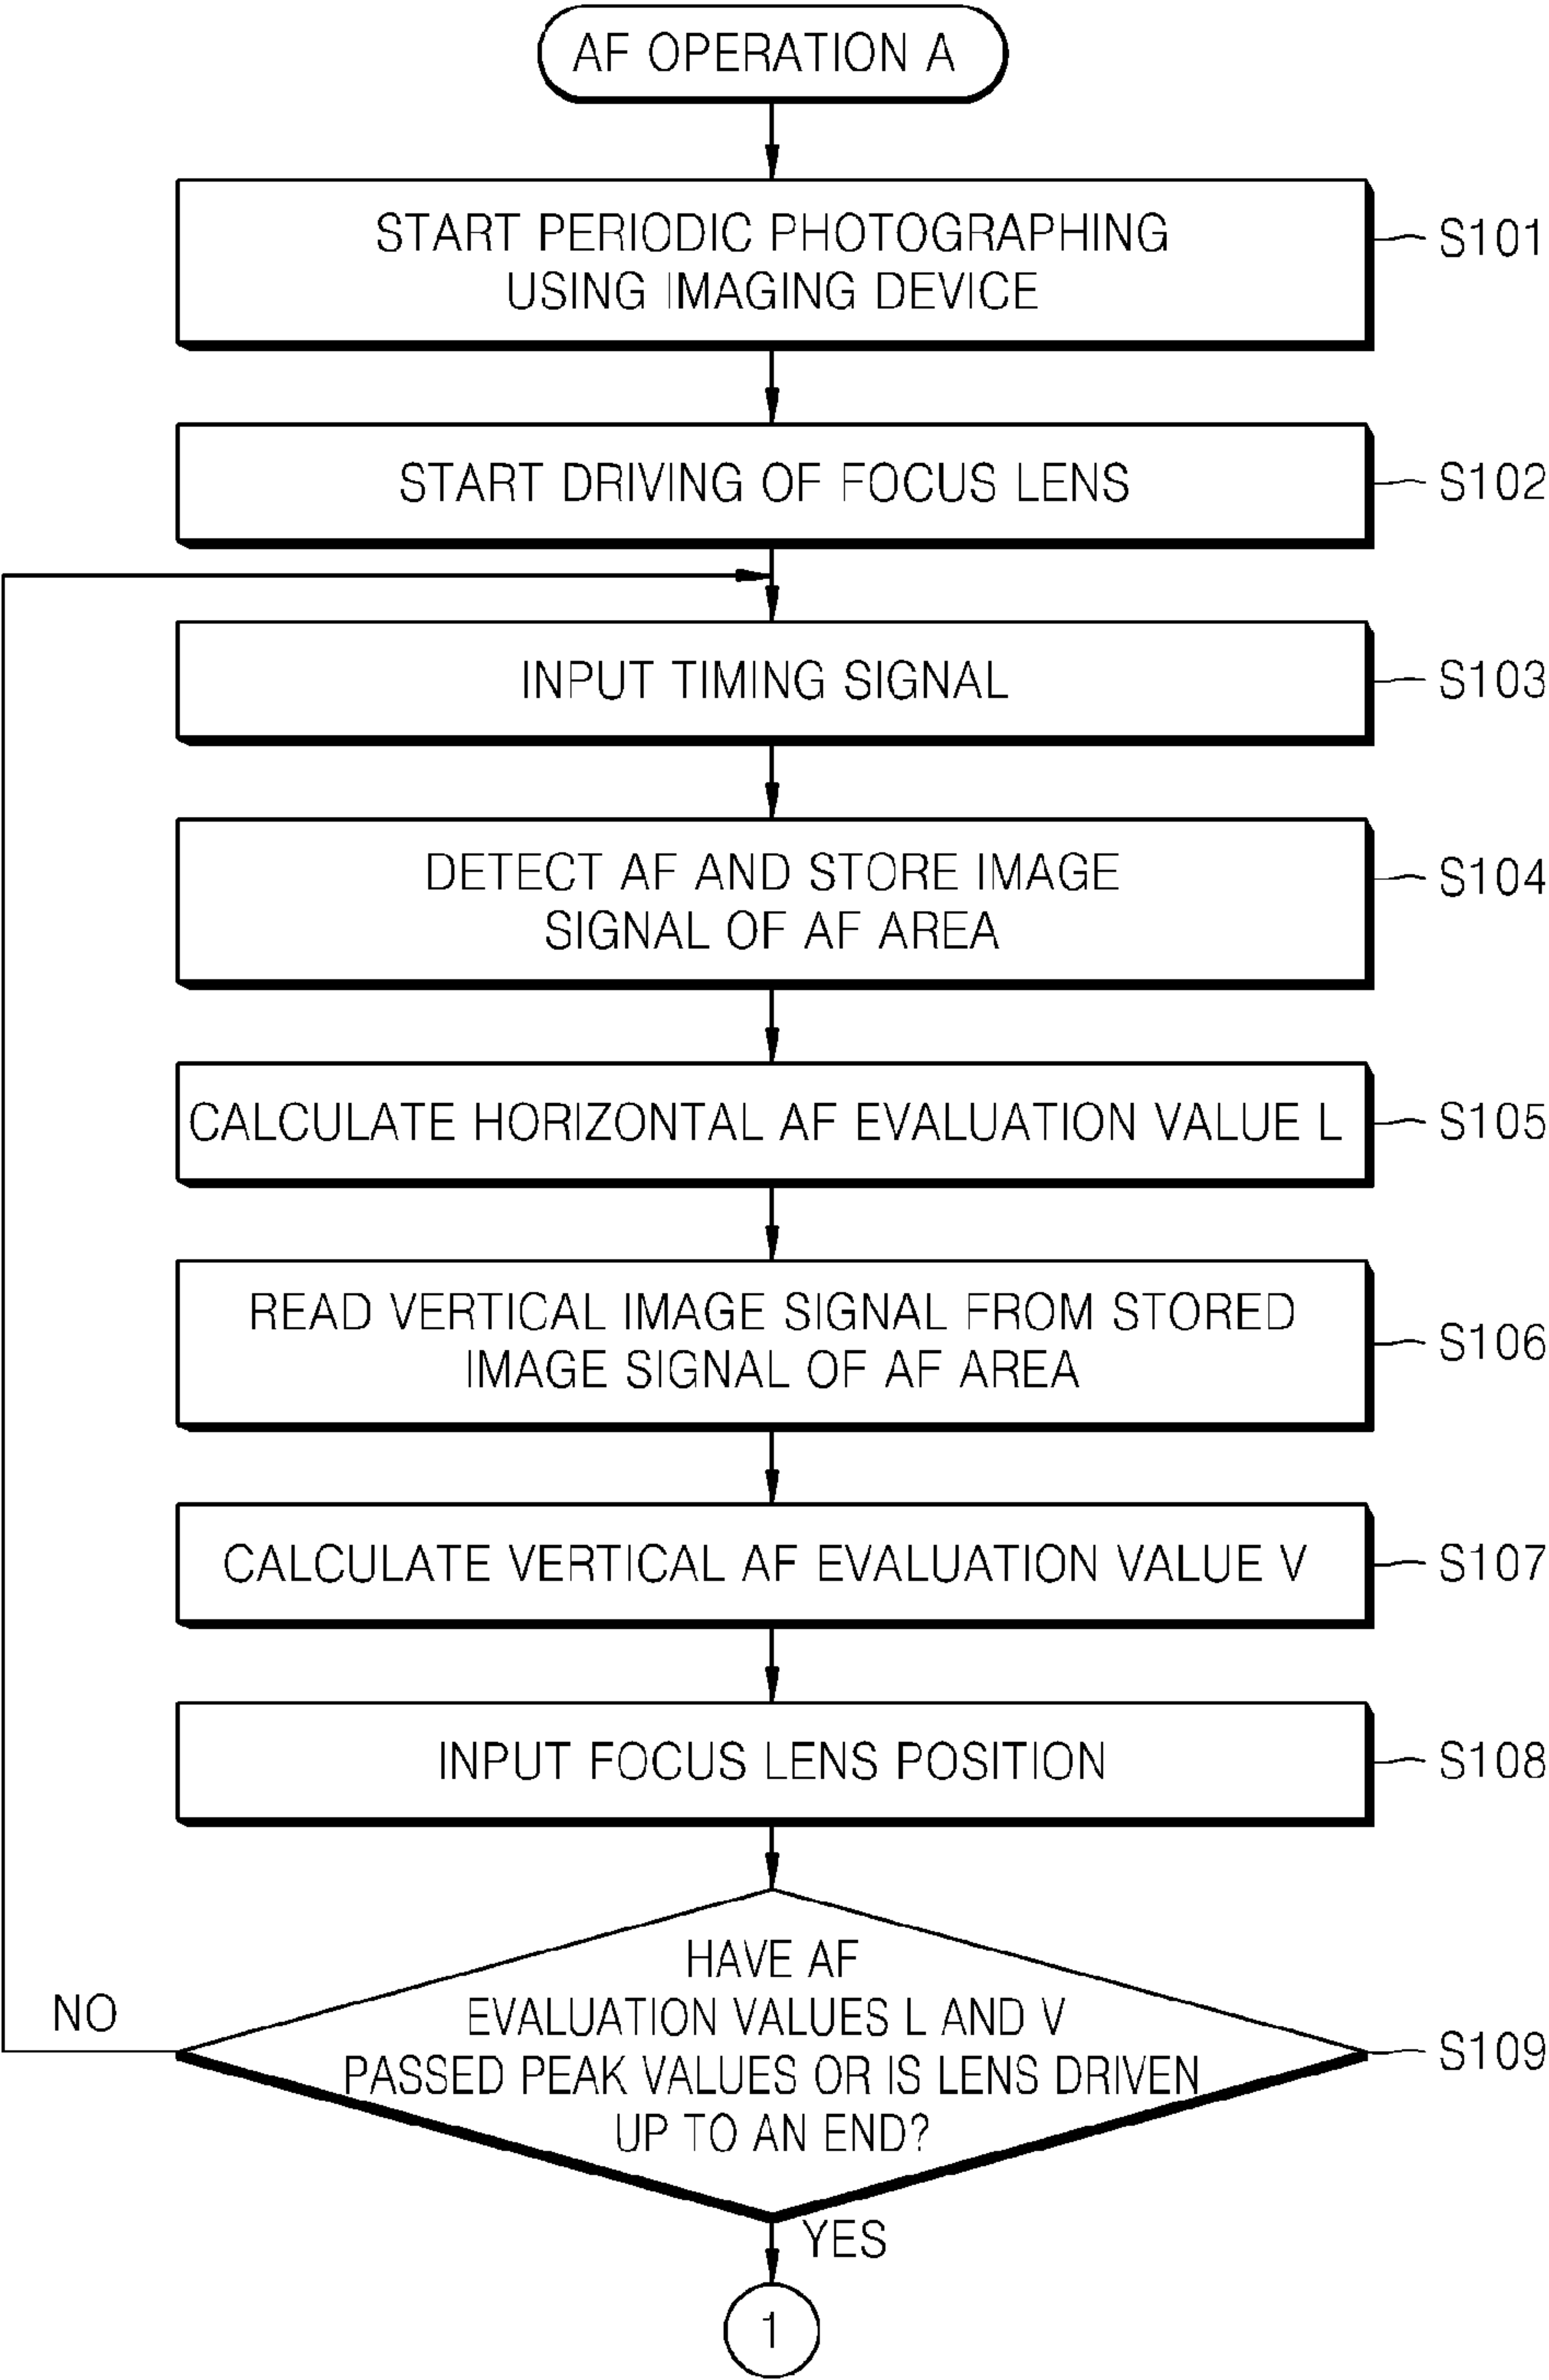 AF OPERATION A
START PERIODIC PHOTOGRAPHING
USING IMAGING DEVICE
S101
START DRIVING OF FOCUS LENS
S102
INPUT TIMING SIGNAL
S103
DETECT AF AND STORE IMAGE
SIGNAL OF AF AREA
S104
CALCULATE HORIZONTAL AF EVALUATION VALUE L
S105
READ VERTICAL IMAGE SIGNAL FROM STORED
IMAGE SIGNAL OF AF AREA
S106
CALCULATE VERTICAL AF EVALUATION VALUE V
S107
INPUT FOCUS LENS POSITION
S108
HAVE AF
EVALUATION VALUES L AND V
PASSED PEAK VALUES OR IS LENS DRIVEN
UP TO AN END?
S109
NO
YES
1